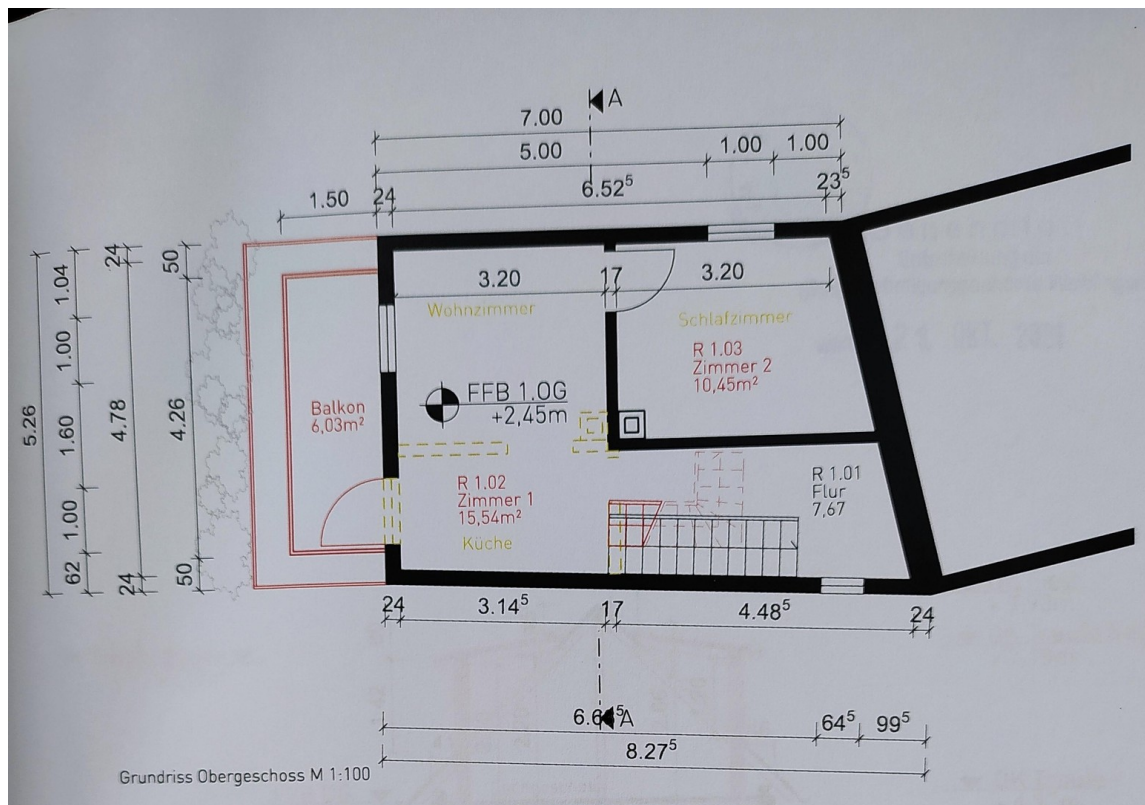 A
7.00
5.00
1.00
1.00
1.50
24
6.52⁵
23⁵
3.20
17
3.20
Wohnzimmer
Schlafzimmer
R 1.03
Zimmer 2
10,45m²
FFB 1.OG
+2,45m
Balkon
6,03m²
R 1.02
Zimmer 1
15,54m²
Küche
R 1.01
Flur
7,67
5.26
1.04
1.00
1.60
1.00
62
24
4.78
24
50
4.26
50
24
3.14⁵
17
4.48⁵
24
A
64⁵
99⁵
8.27⁵
Grundriss Obergeschoss M 1:100